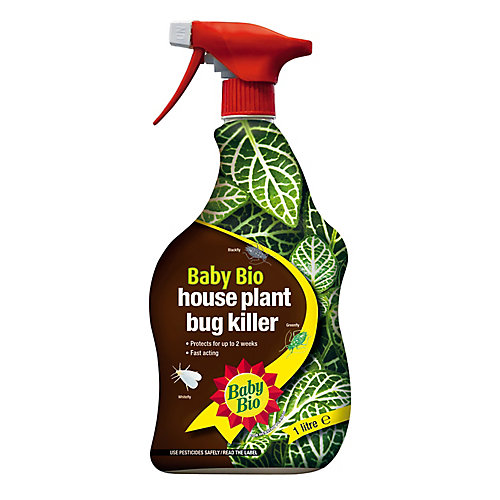 Blackfly
Baby Bio
house plant
bug killer
Greenfly
• Protects for up to 2 weeks
• Fast acting
Whitefly
Baby
Bio
1 litre ℮
USE PESTICIDES SAFELY/READ THE LABEL